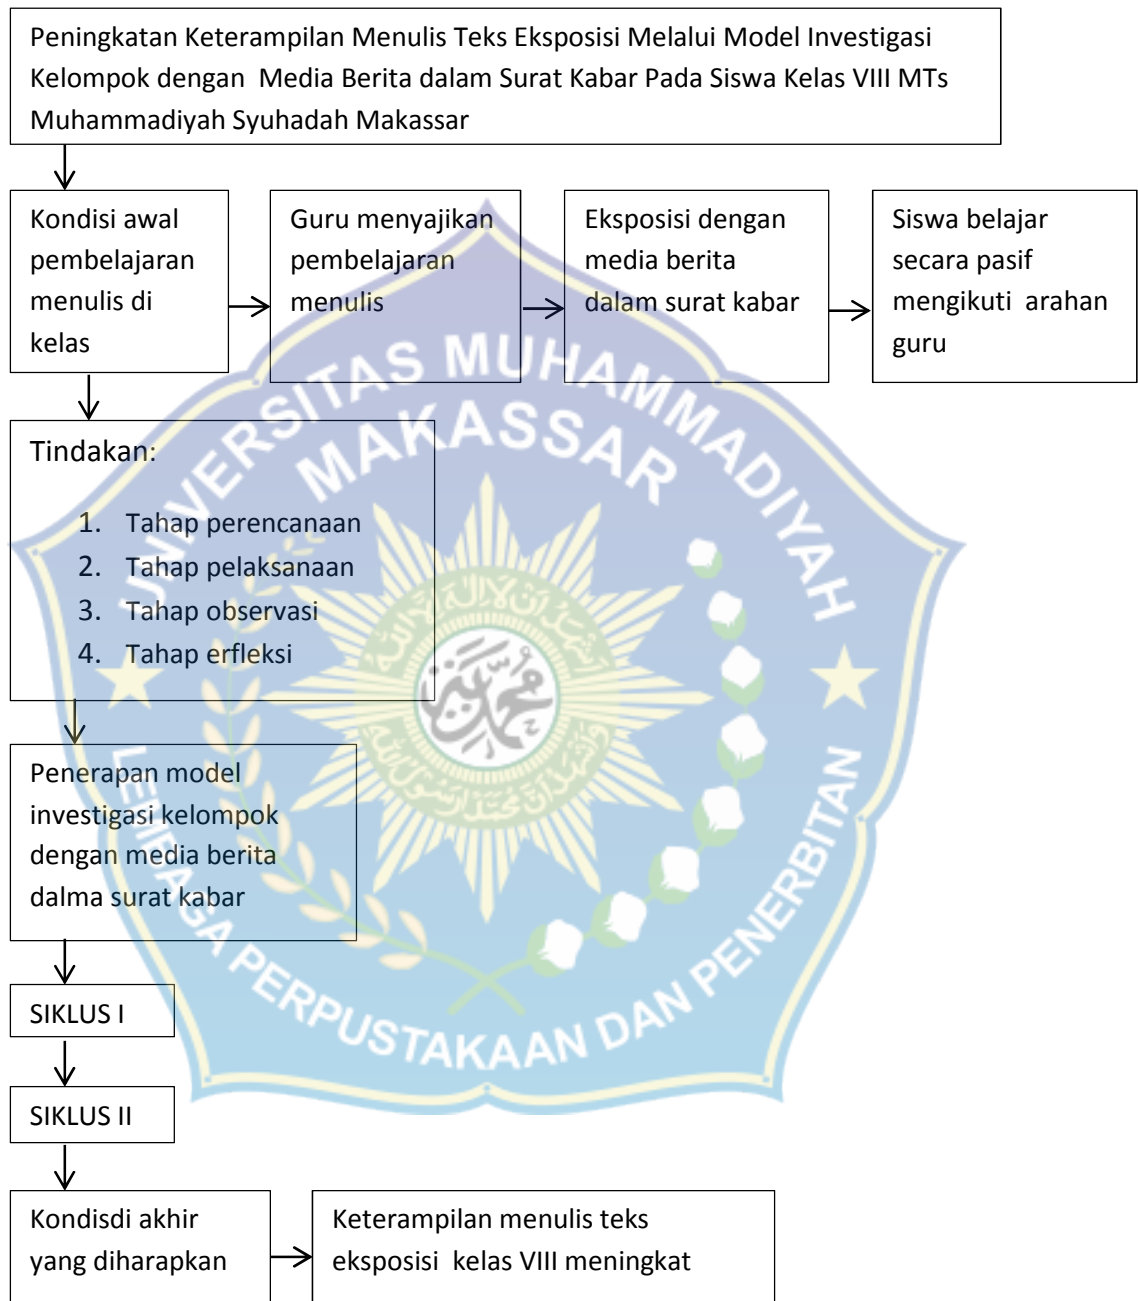 Peningkatan Keterampilan Menulis Teks Eksposisi Melalui Model Investigasi
Kelompok dengan  Media Berita dalam Surat Kabar Pada Siswa Kelas VIII MTs
Muhammadiyah Syuhadah Makassar
Kondisi awal
pembelajaran
menulis di
kelas
Guru menyajikan
pembelajaran
menulis
Eksposisi dengan
media berita
dalam surat kabar
Siswa belajar
secara pasif
mengikuti  arahan
guru
Tindakan:
1. Tahap perencanaan
2. Tahap pelaksanaan
3. Tahap observasi
4. Tahap erfleksi
Penerapan model
investigasi kelompok
dengan media berita
dalma surat kabar
SIKLUS I
SIKLUS II
Kondisdi akhir
yang diharapkan
Keterampilan menulis teks
eksposisi  kelas VIII meningkat
UNIVERSITAS MUHAMMADIYAH
MAKASSAR
LEMBAGA PERPUSTAKAAN DAN PENERBITAN